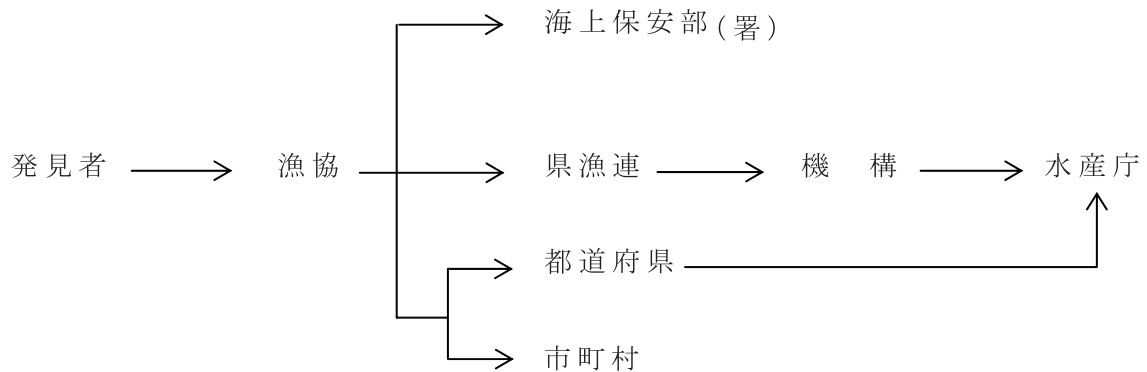 海上保安部(署)
発見者 漁協 県漁連 機 構 水産庁
都道府県
市町村